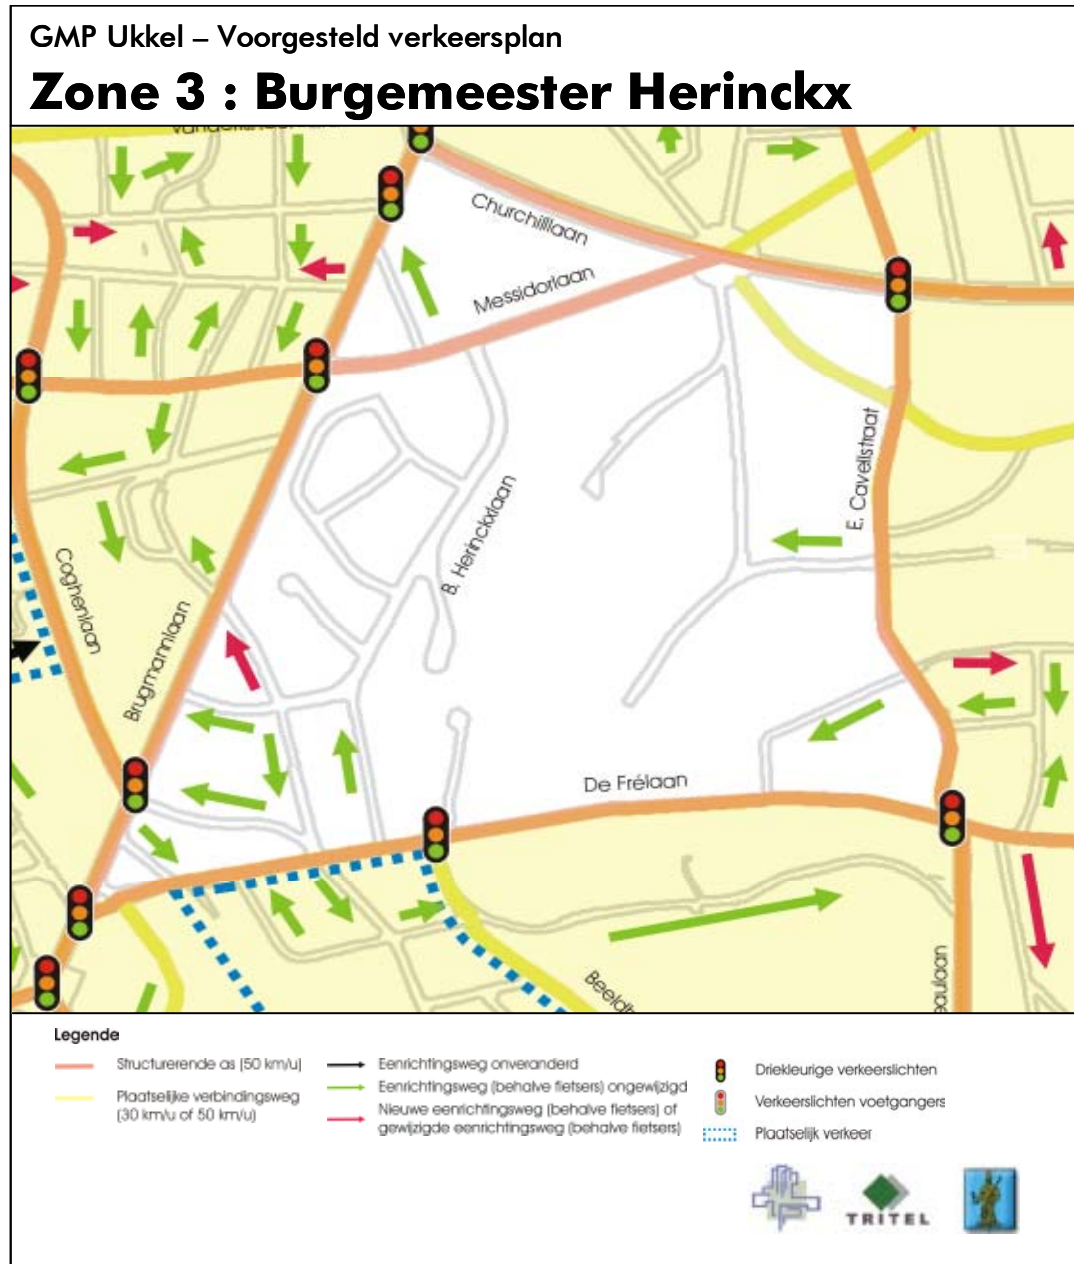 GMP Ukkel – Voorgesteld verkeersplan
Zone 3 : Burgemeester Herinckx
Churchilllaan
Messidorlaan
E. Cavellstraat
B. Herinckxlaan
Coghenlaan
Brugmannlaan
De Frélaan
Beeldh
eaulaan
Legende
Structurerende as (50 km/u)
Plaatselijke verbindingsweg
(30 km/u of 50 km/u)
Eenrichtingsweg onveranderd
Eenrichtingsweg (behalve fietsers) ongewijzigd
Nieuwe eenrichtingsweg (behalve fietsers) of
gewijzigde eenrichtingsweg (behalve fietsers)
Driekleurige verkeerslichten
Verkeerslichten voetgangers
Plaatselijk verkeer
TRITEL